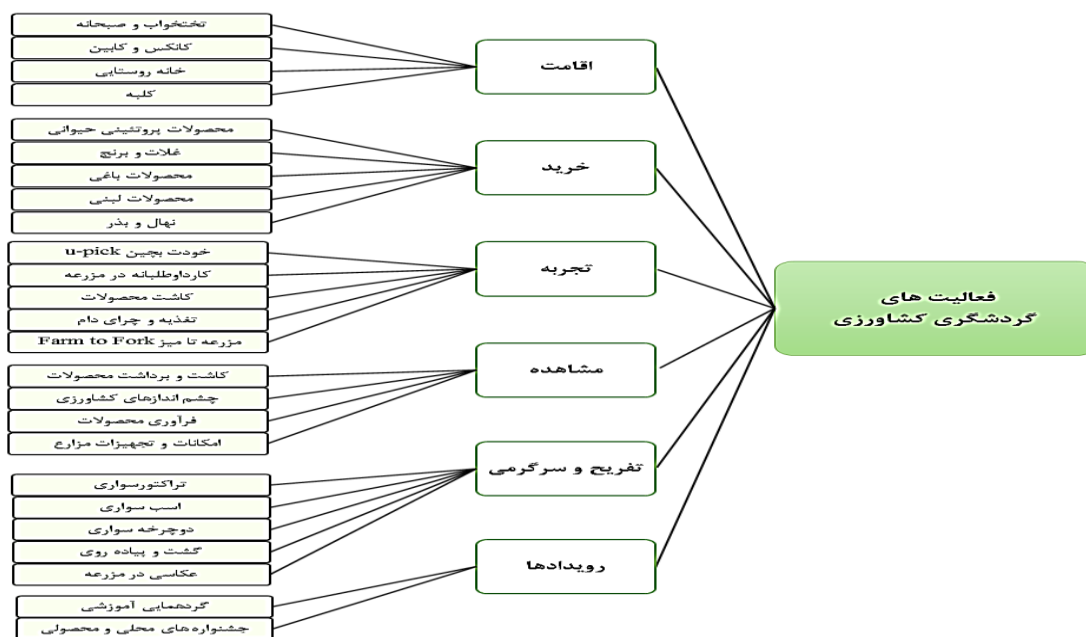 فعالیت های
گردشگری کشاورزی
اقامت
تختخواب و صبحانه
کانکس و کابین
خانه روستایی
کلبه
خرید
محصولات پروتئینی حیوانی
غلات و برنج
محصولات باغی
محصولات لبنی
نهال و بذر
تجربه
خودت بچین u-pick
کارداوطلبانه در مزرعه
کاشت محصولات
تغذیه و چرای دام
مزرعه تا میز Farm to Fork
مشاهده
کاشت و برداشت محصولات
چشم اندازهای کشاورزی
فرآوری محصولات
امکانات و تجهیزات مزارع
تفریح و سرگرمی
تراکتورسواری
اسب سواری
دوچرخه سواری
گشت و پیاده روی
عکاسی در مزرعه
رویدادها
گردهمایی آموزشی
جشنواره های محلی و محصولی